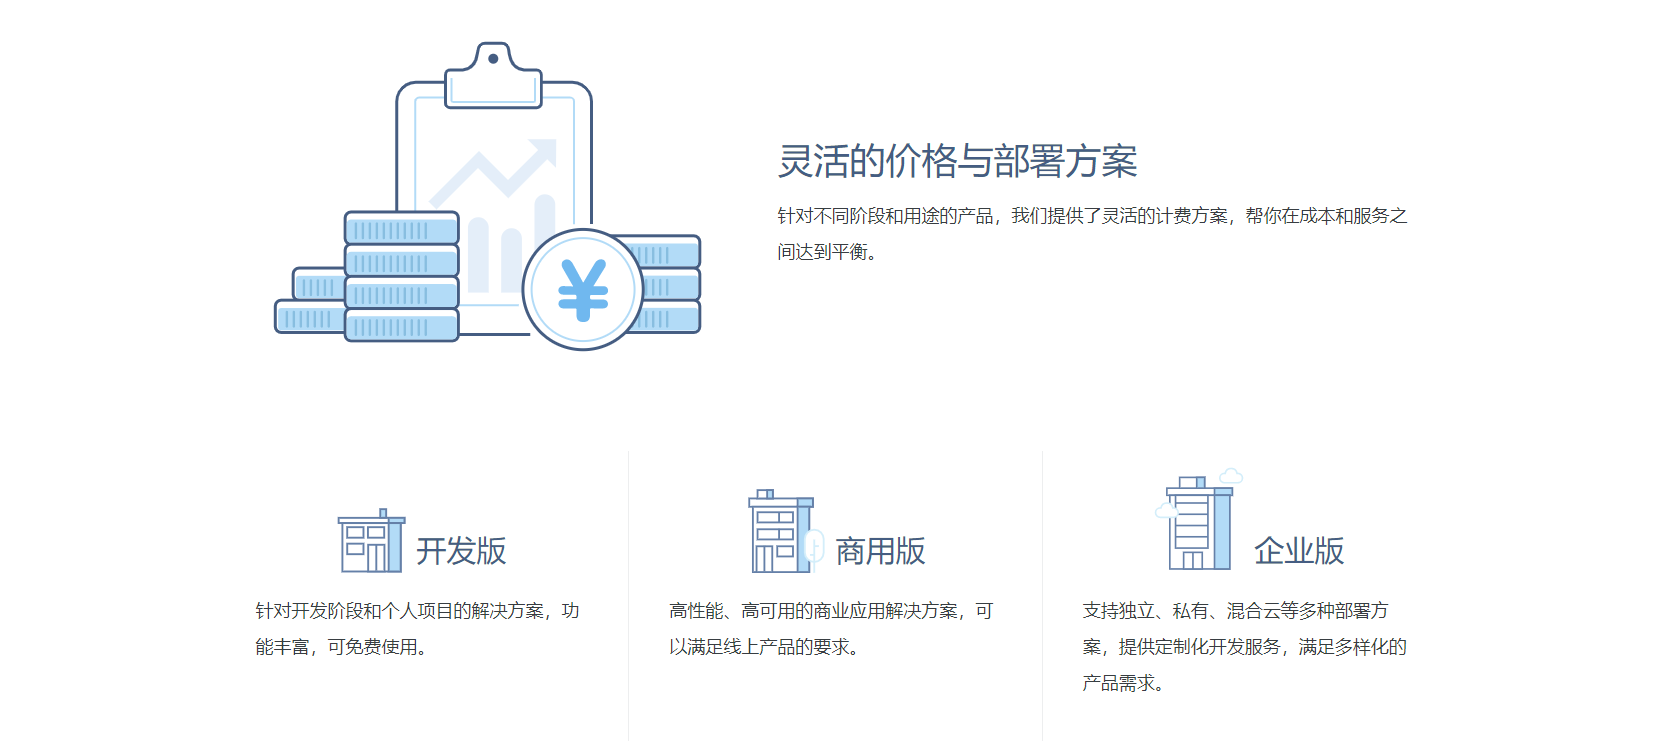 灵活的价格与部署方案
针对不同阶段和用途的产品，我们提供了灵活的计费方案，帮你在成本和服务之
间达到平衡。
¥
开发版
针对开发阶段和个人项目的解决方案，功
能丰富，可免费使用。
商用版
高性能、高可用的商业应用解决方案，可
以满足线上产品的要求。
企业版
支持独立、私有、混合云等多种部署方
案，提供定制化开发服务，满足多样化的
产品需求。